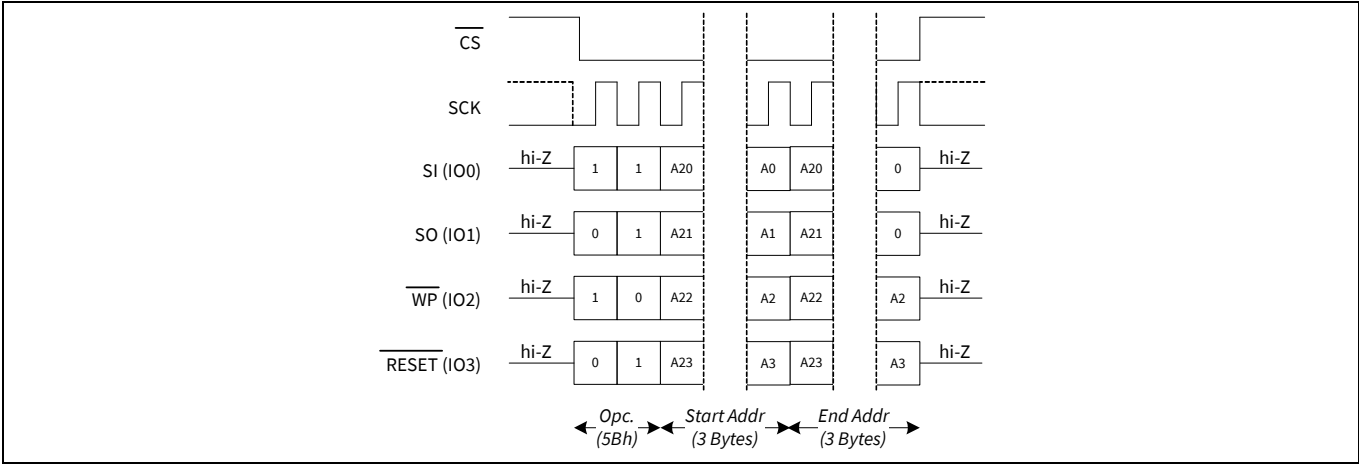 CS
SCK
SI (IO0) hi-Z 1 1 A20 A0 A20 0 hi-Z
SO (IO1) hi-Z 0 1 A21 A1 A21 0 hi-Z
WP (IO2) hi-Z 1 0 A22 A2 A22 A2 hi-Z
RESET (IO3) hi-Z 0 1 A23 A3 A23 A3 hi-Z
Opc. Start Addr End Addr
(5Bh) (3 Bytes) (3 Bytes)